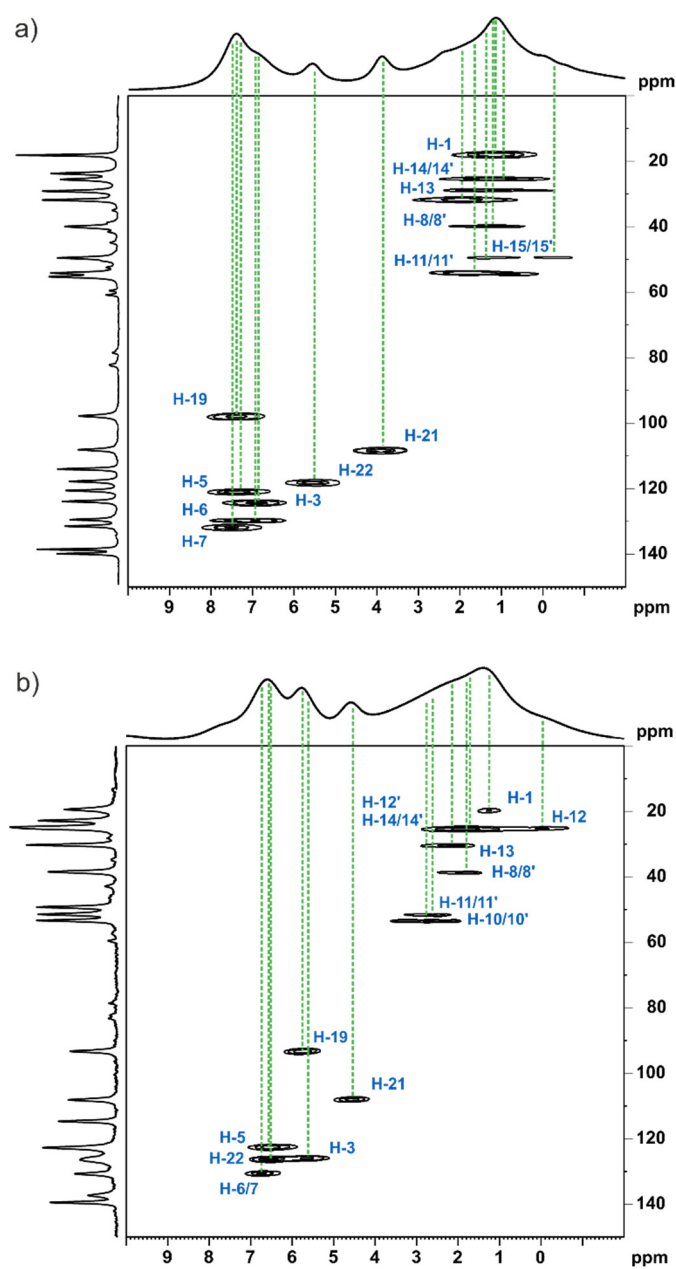 a)
ppm
H-1
20
H-14/14'
H-13
H-8/8'
40
H-15/15'
H-11/11'
60
80
H-19
100
H-21
H-22
H-5
120
H-3
H-6
H-7
140
9 8 7 6 5 4 3 2 1 0 ppm
b)
ppm
H-1
20
H-12'
H-12
H-14/14'
H-13
H-8/8'
40
H-11/11'
H-10/10'
60
80
H-19
100
H-21
H-5
120
H-3
H-22
H-6/7
140
9 8 7 6 5 4 3 2 1 0 ppm